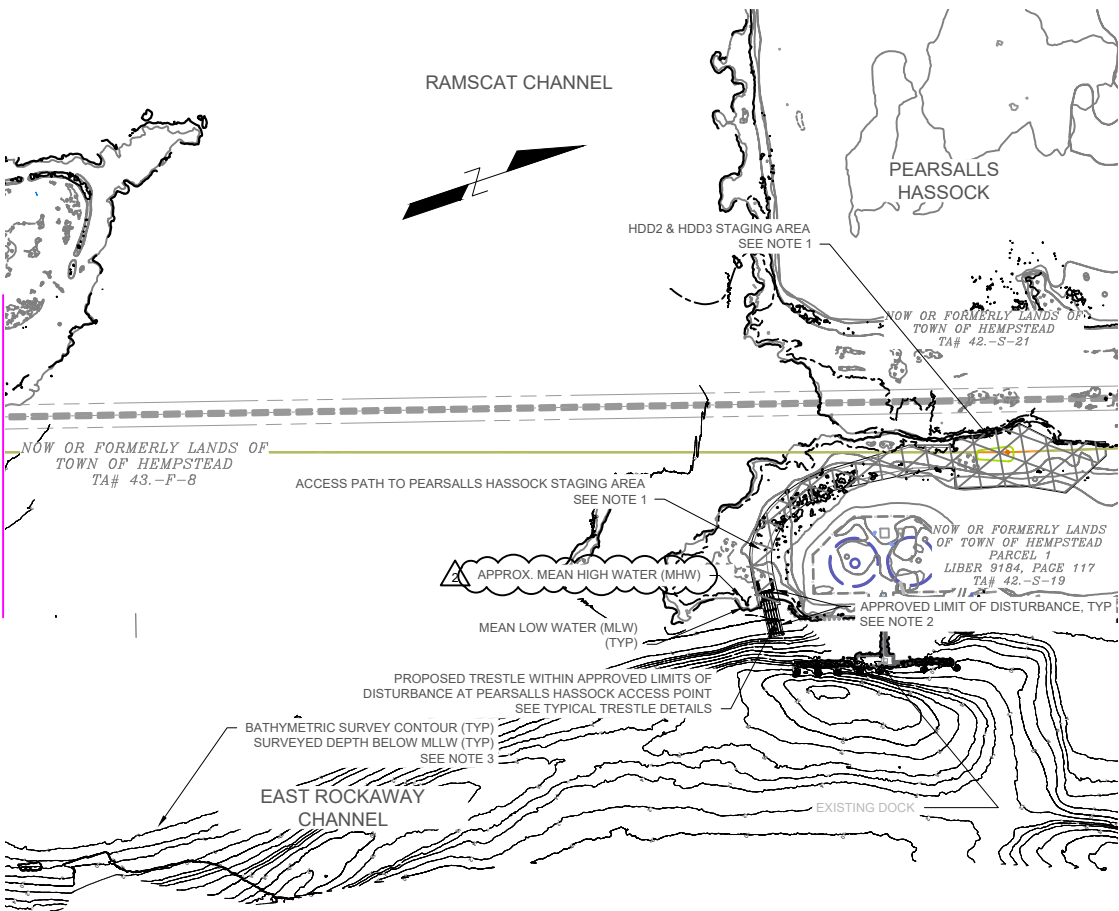 RAMSCAT CHANNEL
PEARSALLS
HASSOCK
HDD2 & HDD3 STAGING AREA
SEE NOTE 1
NOW OR FORMERLY LANDS OF
TOWN OF HEMPSTEAD
TA# 42.-S-21
NOW OR FORMERLY LANDS OF
TOWN OF HEMPSTEAD
TA# 43.-F-8
ACCESS PATH TO PEARSALLS HASSOCK STAGING AREA
SEE NOTE 1
NOW OR FORMERLY LANDS
OF TOWN OF HEMPSTEAD
PARCEL 1
LIBER 9184, PAGE 117
TA# 42.-S-19
2
APPROX. MEAN HIGH WATER (MHW)
APPROVED LIMIT OF DISTURBANCE, TYP
SEE NOTE 2
MEAN LOW WATER (MLW)
(TYP)
PROPOSED TRESTLE WITHIN APPROVED LIMITS OF
DISTURBANCE AT PEARSALLS HASSOCK ACCESS POINT
SEE TYPICAL TRESTLE DETAILS
BATHYMETRIC SURVEY CONTOUR (TYP)
SURVEYED DEPTH BELOW MLLW (TYP)
SEE NOTE 3
EAST ROCKAWAY
CHANNEL
EXISTING DOCK